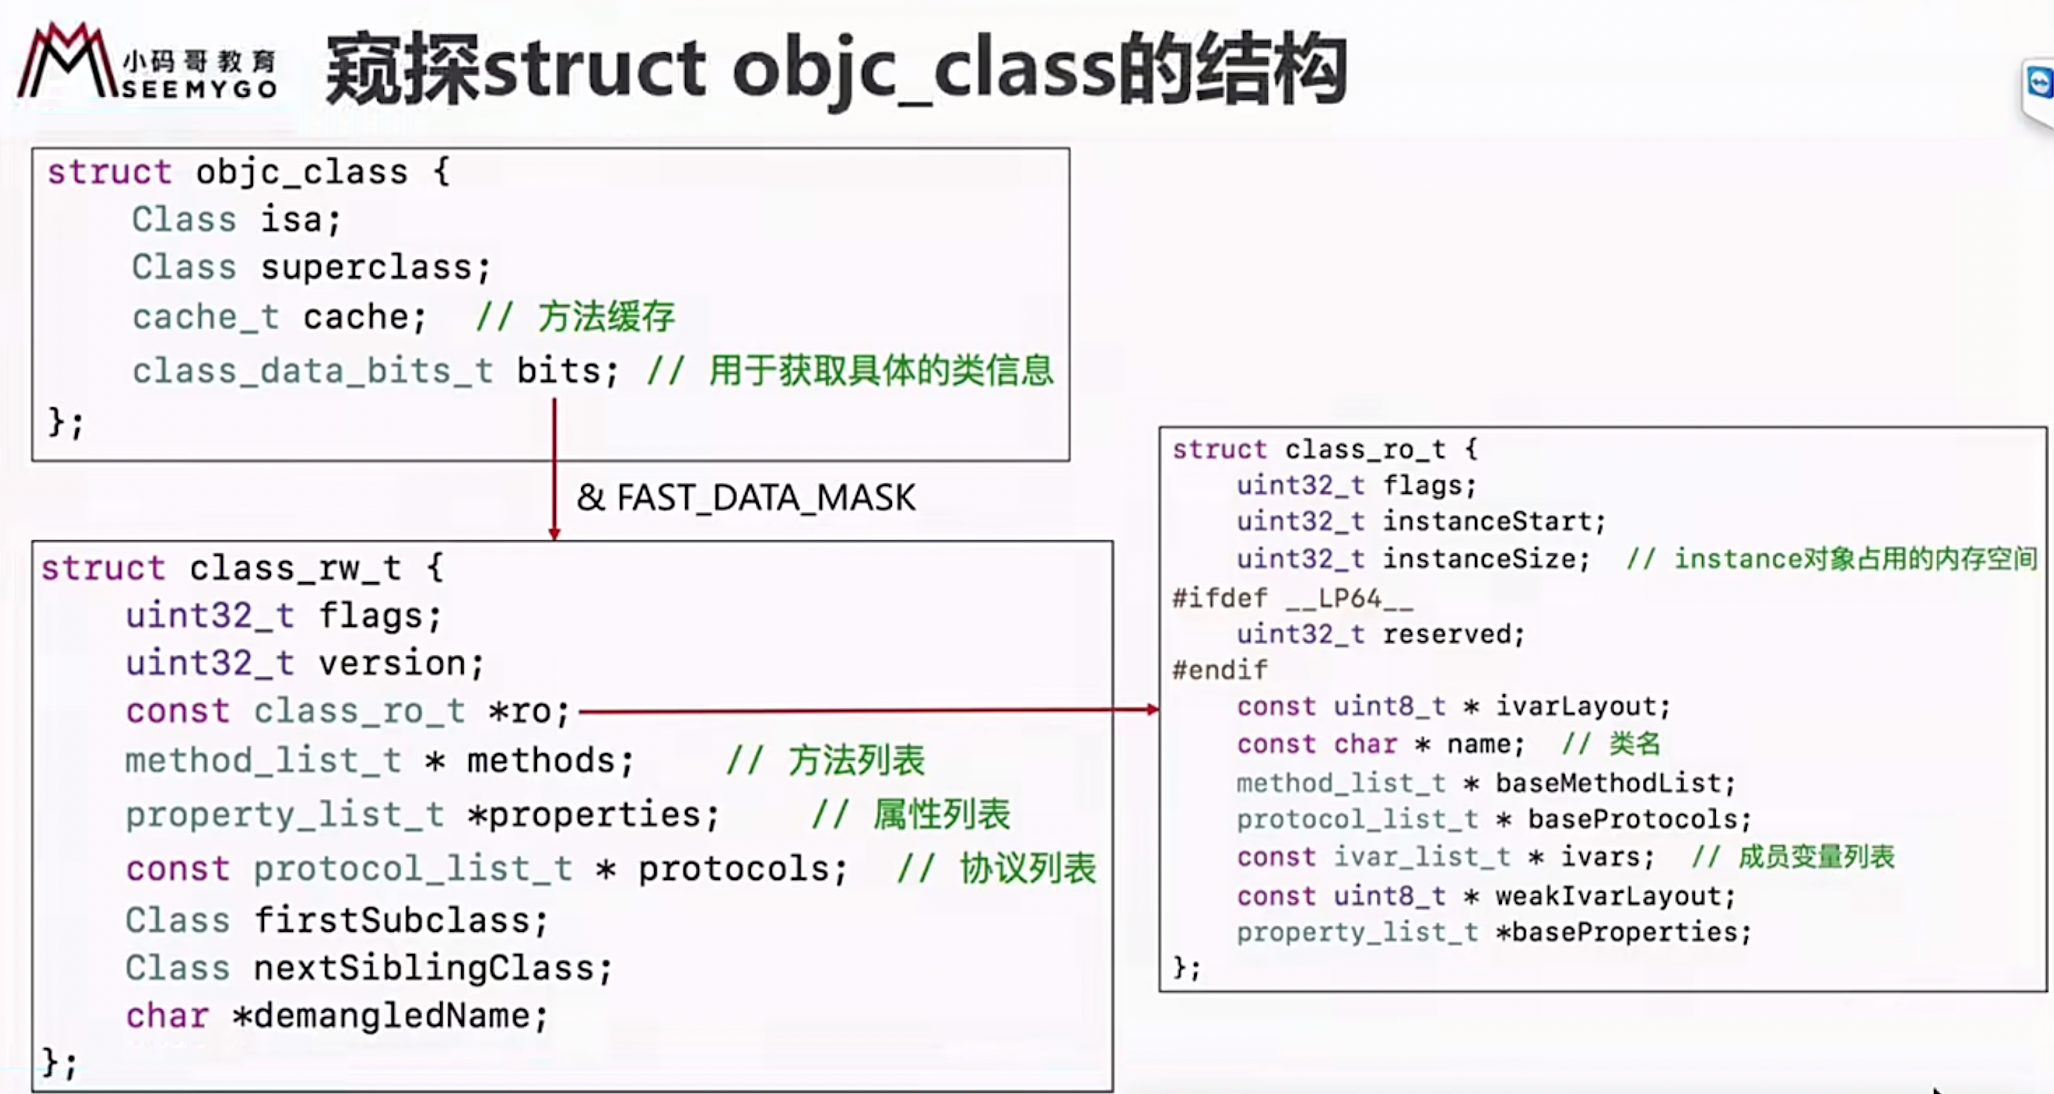 小码哥教育
SEEMYGO
窥探struct objc_class的结构
struct objc_class {
    Class isa;
    Class superclass;
    cache_t cache;  // 方法缓存
    class_data_bits_t bits; // 用于获取具体的类信息
};
& FAST_DATA_MASK
struct class_rw_t {
    uint32_t flags;
    uint32_t version;
    const class_ro_t *ro;
    method_list_t * methods;    // 方法列表
    property_list_t *properties;    // 属性列表
    const protocol_list_t * protocols;  // 协议列表
    Class firstSubclass;
    Class nextSiblingClass;
    char *demangledName;
};
struct class_ro_t {
    uint32_t flags;
    uint32_t instanceStart;
    uint32_t instanceSize;  // instance对象占用的内存空间
#ifdef __LP64__
    uint32_t reserved;
#endif
    const uint8_t * ivarLayout;
    const char * name;  // 类名
    method_list_t * baseMethodList;
    protocol_list_t * baseProtocols;
    const ivar_list_t * ivars;  // 成员变量列表
    const uint8_t * weakIvarLayout;
    property_list_t *baseProperties;
};